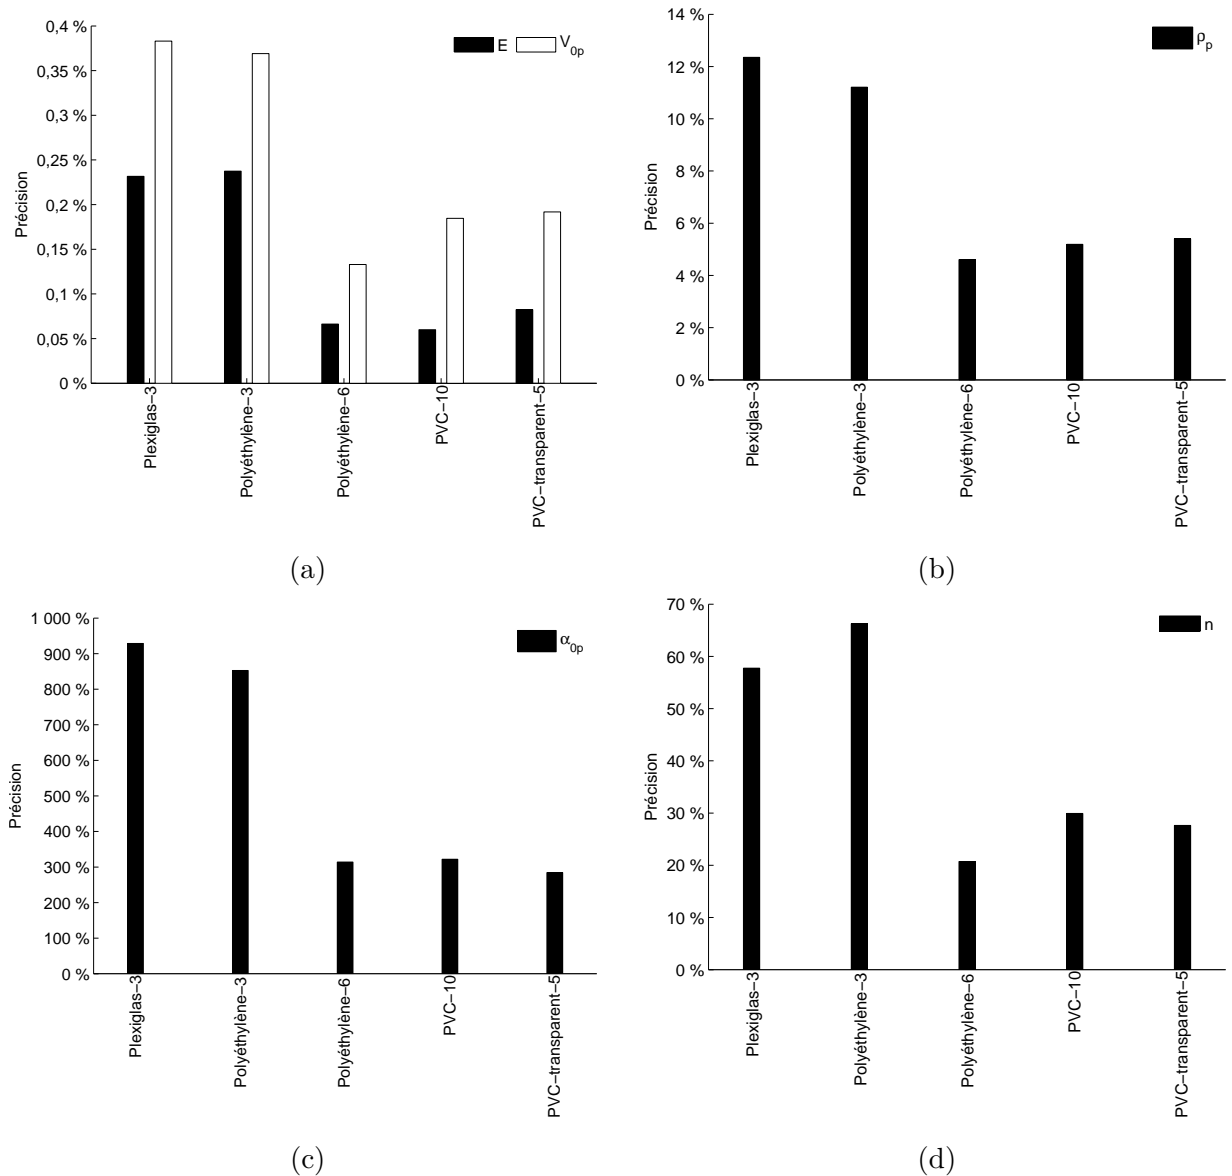 0,4 %
0,35 %
0,3 %
0,25 %
0,2 %
0,15 %
0,1 %
0,05 %
0 %
Précision
E V0p
Plexiglas−3
Polyéthylène−3
Polyéthylène−6
PVC−10
PVC−transparent−5
(a)
14 %
12 %
10 %
8 %
6 %
4 %
2 %
0 %
Précision
ρp
Plexiglas−3
Polyéthylène−3
Polyéthylène−6
PVC−10
PVC−transparent−5
(b)
1 000 %
900 %
800 %
700 %
600 %
500 %
400 %
300 %
200 %
100 %
0 %
Précision
α0p
Plexiglas−3
Polyéthylène−3
Polyéthylène−6
PVC−10
PVC−transparent−5
(c)
70 %
60 %
50 %
40 %
30 %
20 %
10 %
0 %
Précision
n
Plexiglas−3
Polyéthylène−3
Polyéthylène−6
PVC−10
PVC−transparent−5
(d)